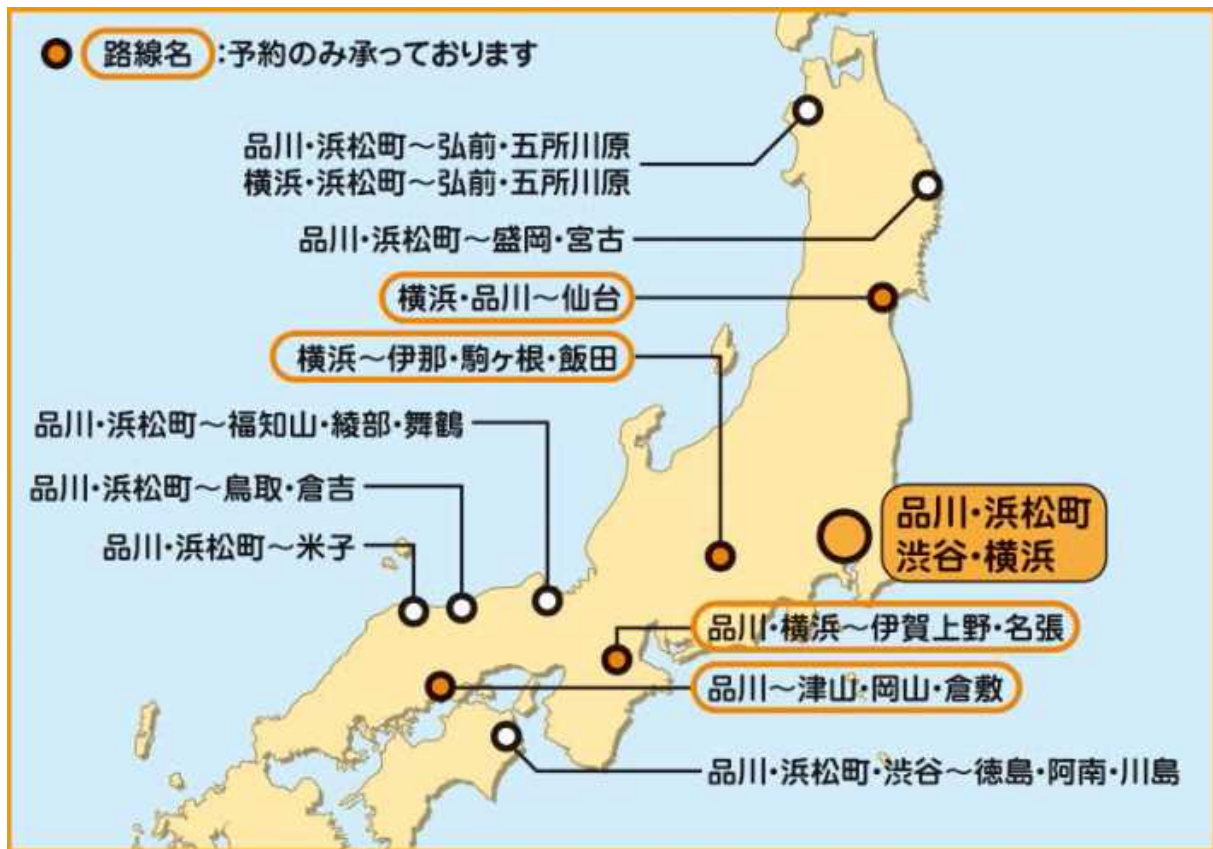 路線名:予約のみ承っております
品川・浜松町～弘前・五所川原
横浜・浜松町～弘前・五所川原
品川・浜松町～盛岡・宮古
横浜・品川～仙台
横浜～伊那・駒ヶ根・飯田
品川・浜松町～福知山・綾部・舞鶴
品川・浜松町～鳥取・倉吉
品川・浜松町～米子
品川・浜松町
渋谷・横浜
品川・横浜～伊賀上野・名張
品川～津山・岡山・倉敷
品川・浜松町・渋谷～徳島・阿南・川島